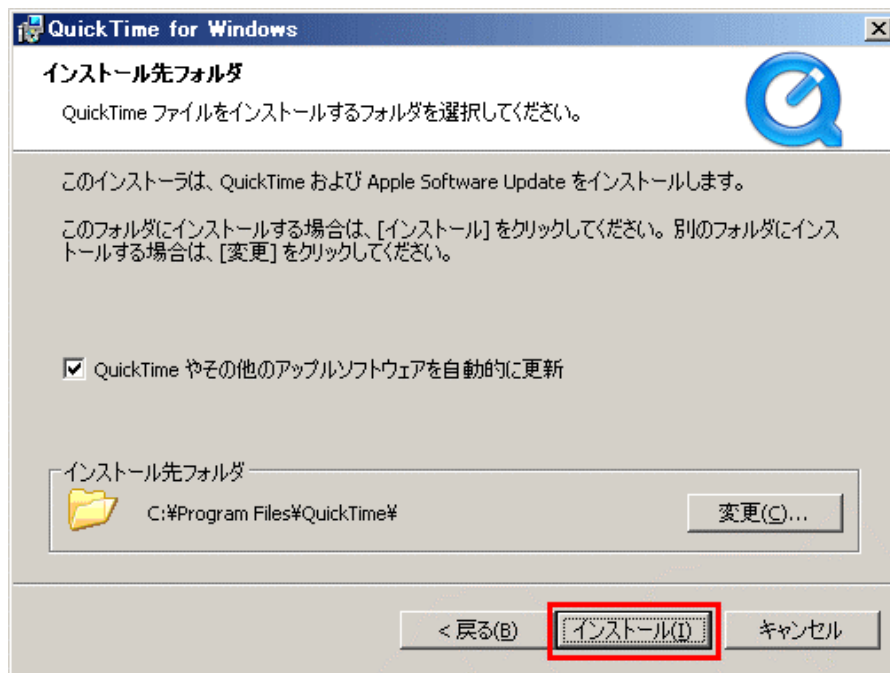 QuickTime for Windows
インストール先フォルダ
QuickTime ファイルをインストールするフォルダを選択してください。
このインストーラは、QuickTime および Apple Software Update をインストールします。
このフォルダにインストールする場合は、[インストール] をクリックしてください。別のフォルダにインス
トールする場合は、[変更] をクリックしてください。
QuickTime やその他のアップルソフトウェアを自動的に更新
インストール先フォルダ
C:¥Program Files¥QuickTime¥
変更(C)...
< 戻る(B)
インストール(I)
キャンセル